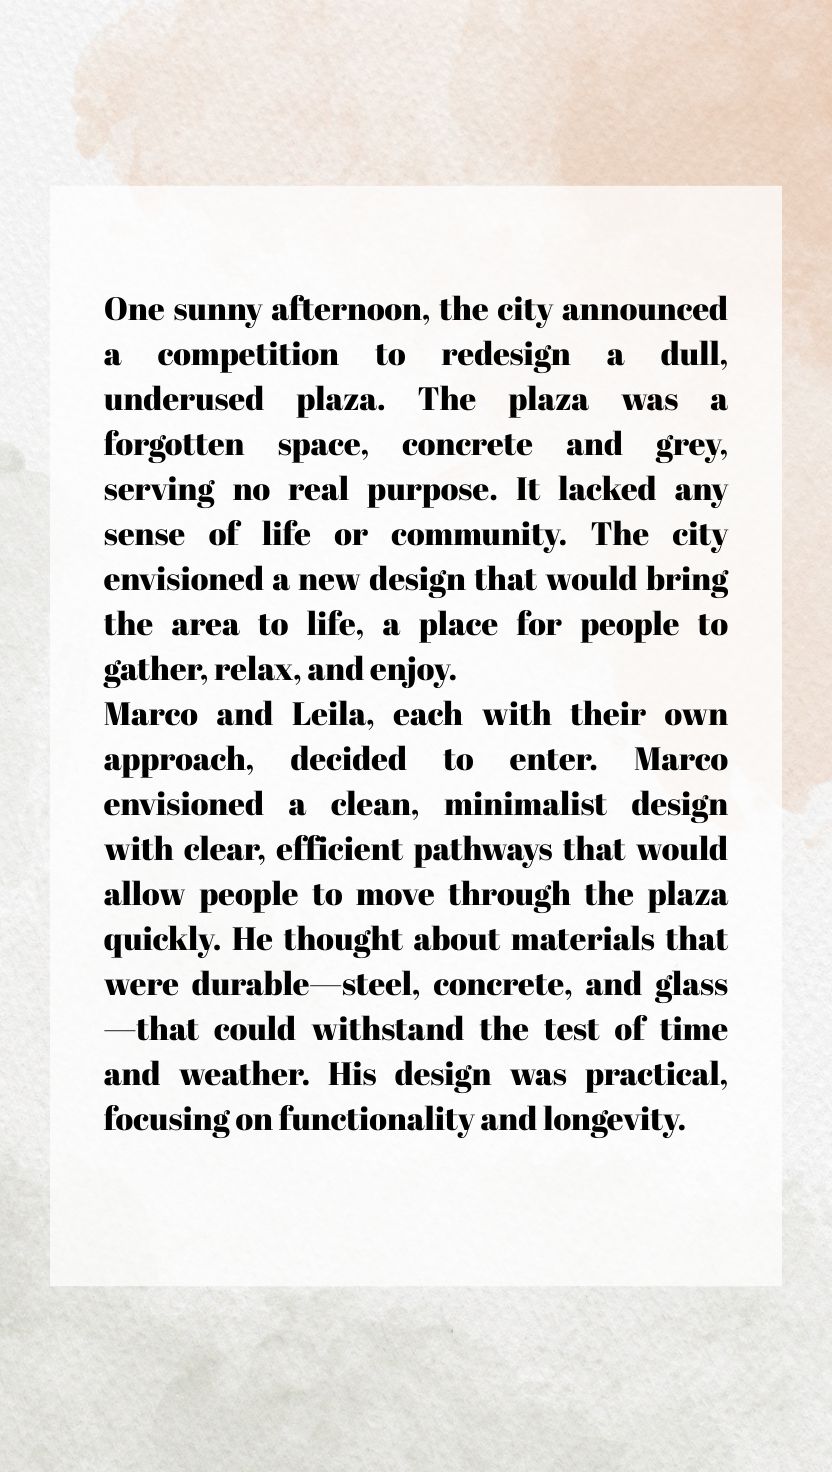 One sunny afternoon, the city announced
a competition to redesign a dull,
underused plaza. The plaza was a
forgotten space, concrete and grey,
serving no real purpose. It lacked any
sense of life or community. The city
envisioned a new design that would bring
the area to life, a place for people to
gather, relax, and enjoy.
Marco and Leila, each with their own
approach, decided to enter. Marco
envisioned a clean, minimalist design
with clear, efficient pathways that would
allow people to move through the plaza
quickly. He thought about materials that
were durable—steel, concrete, and glass
—that could withstand the test of time
and weather. His design was practical,
focusing on functionality and longevity.